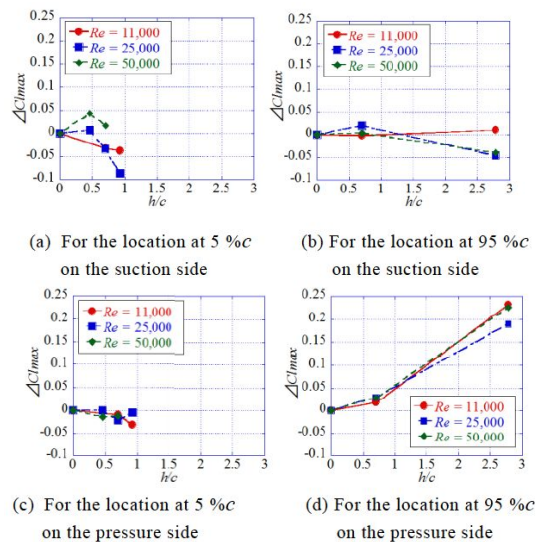 0.25
0.2
0.15
0.1
0.05
0
-0.05
-0.1
ΔClmax
Re = 11,000
Re = 25,000
Re = 50,000
0 0.5 1 1.5 2 2.5 3
h/c
(a) For the location at 5 %c
on the suction side
0.25
0.2
0.15
0.1
0.05
0
-0.05
-0.1
ΔClmax
Re = 11,000
Re = 25,000
Re = 50,000
0 0.5 1 1.5 2 2.5 3
h/c
(b) For the location at 95 %c
on the suction side
0.25
0.2
0.15
0.1
0.05
0
-0.05
-0.1
ΔClmax
Re = 11,000
Re = 25,000
Re = 50,000
0 0.5 1 1.5 2 2.5 3
h/c
(c) For the location at 5 %c
on the pressure side
0.25
0.2
0.15
0.1
0.05
0
-0.05
-0.1
ΔClmax
Re = 11,000
Re = 25,000
Re = 50,000
0 0.5 1 1.5 2 2.5 3
h/c
(d) For the location at 95 %c
on the pressure side